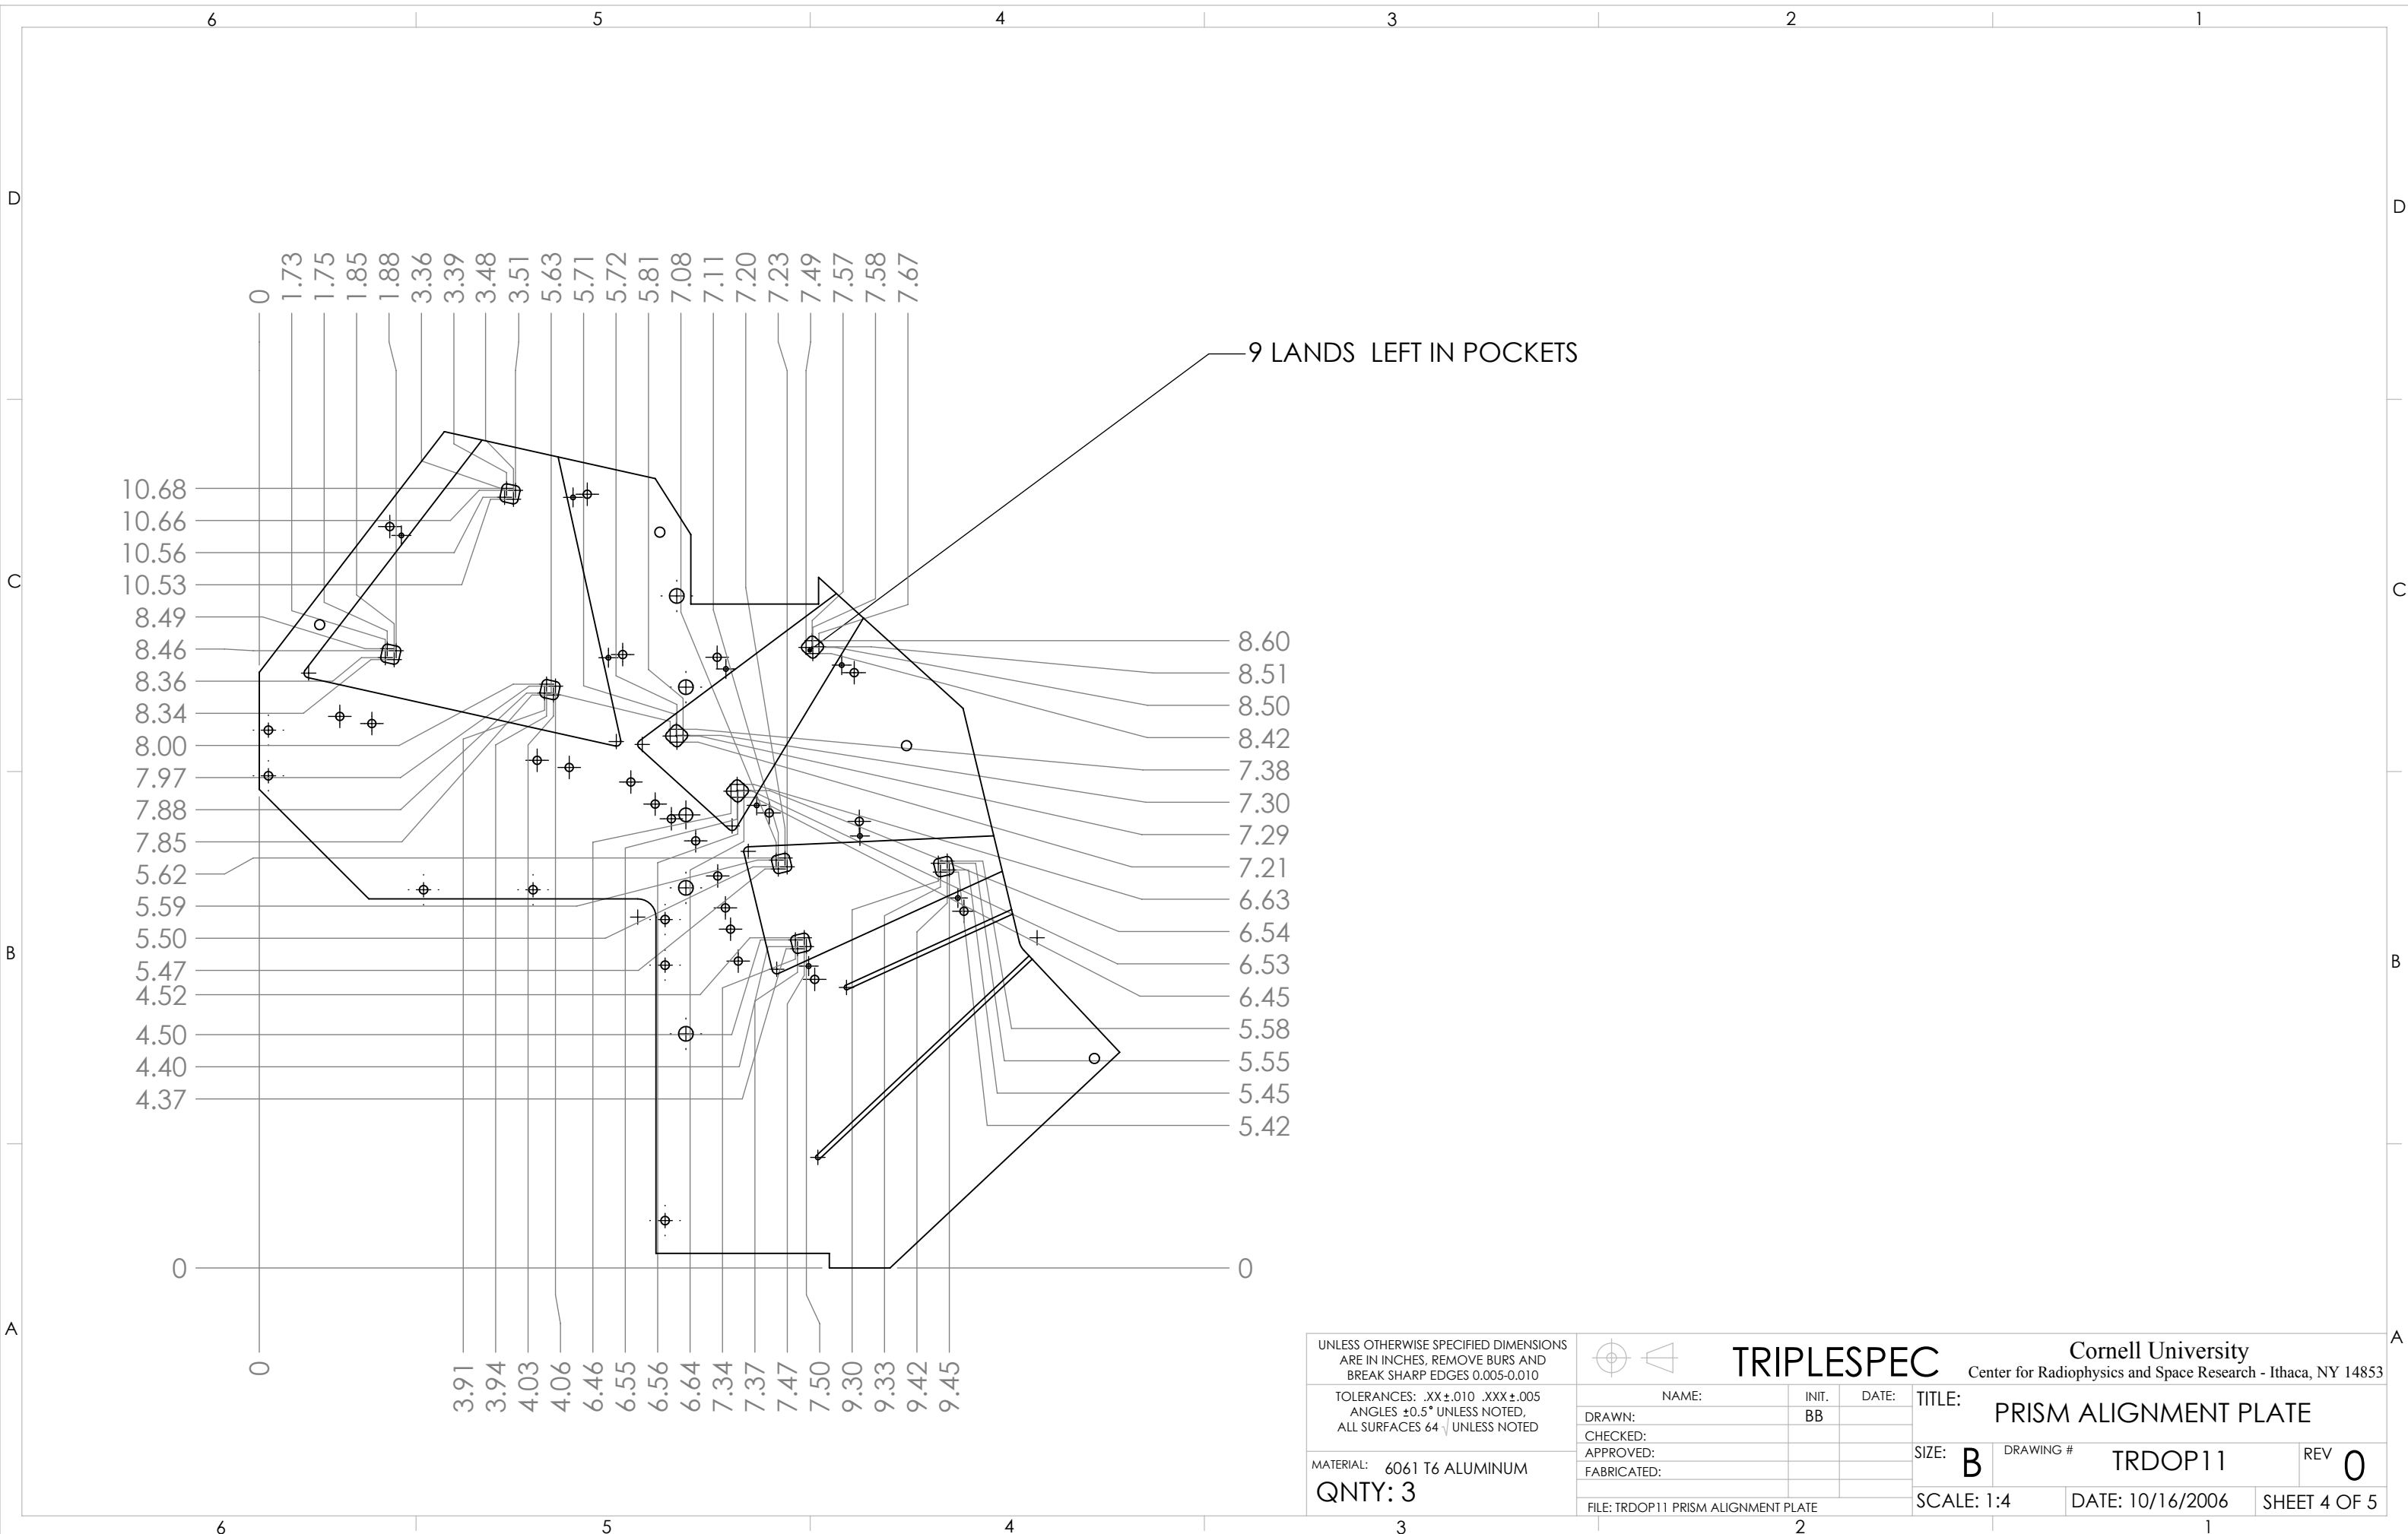 6 5 4 3 2 1
D D
0 1.73 1.75 1.85 1.88 3.36 3.39 3.48 3.51 5.63 5.71 5.72 5.81 7.08 7.11 7.20 7.23 7.49 7.57 7.58 7.67
9 LANDS LEFT IN POCKETS
10.68
10.66
10.56
10.53
C C
8.49
8.46
8.36
8.34
8.00
7.97
7.88
7.85
5.62
5.59
5.50
5.47
4.52
4.50
4.40
4.37
0
8.60
8.51
8.50
8.42
7.38
7.30
7.29
7.21
6.63
6.54
6.53
6.45
5.58
5.55
5.45
5.42
0
B B
A A
0 3.91 3.94 4.03 4.06 6.46 6.55 6.56 6.64 7.34 7.37 7.47 7.50 9.30 9.33 9.42 9.45
UNLESS OTHERWISE SPECIFIED DIMENSIONS
ARE IN INCHES, REMOVE BURS AND
BREAK SHARP EDGES 0.005-0.010
TOLERANCES: .XX±.010 .XXX±.005
ANGLES ±0.5° UNLESS NOTED,
ALL SURFACES 64 √ UNLESS NOTED
MATERIAL: 6061 T6 ALUMINUM
QNTY: 3
TRIPLESPEC
Cornell University
Center for Radiophysics and Space Research - Ithaca, NY 14853
NAME: INIT. DATE:
DRAWN: BB
CHECKED:
APPROVED:
FABRICATED:
FILE: TRDOP11 PRISM ALIGNMENT PLATE
TITLE:
PRISM ALIGNMENT PLATE
SIZE: B DRAWING # TRDOP11 REV 0
SCALE: 1:4 DATE: 10/16/2006 SHEET 4 OF 5
6 5 4 3 2 1